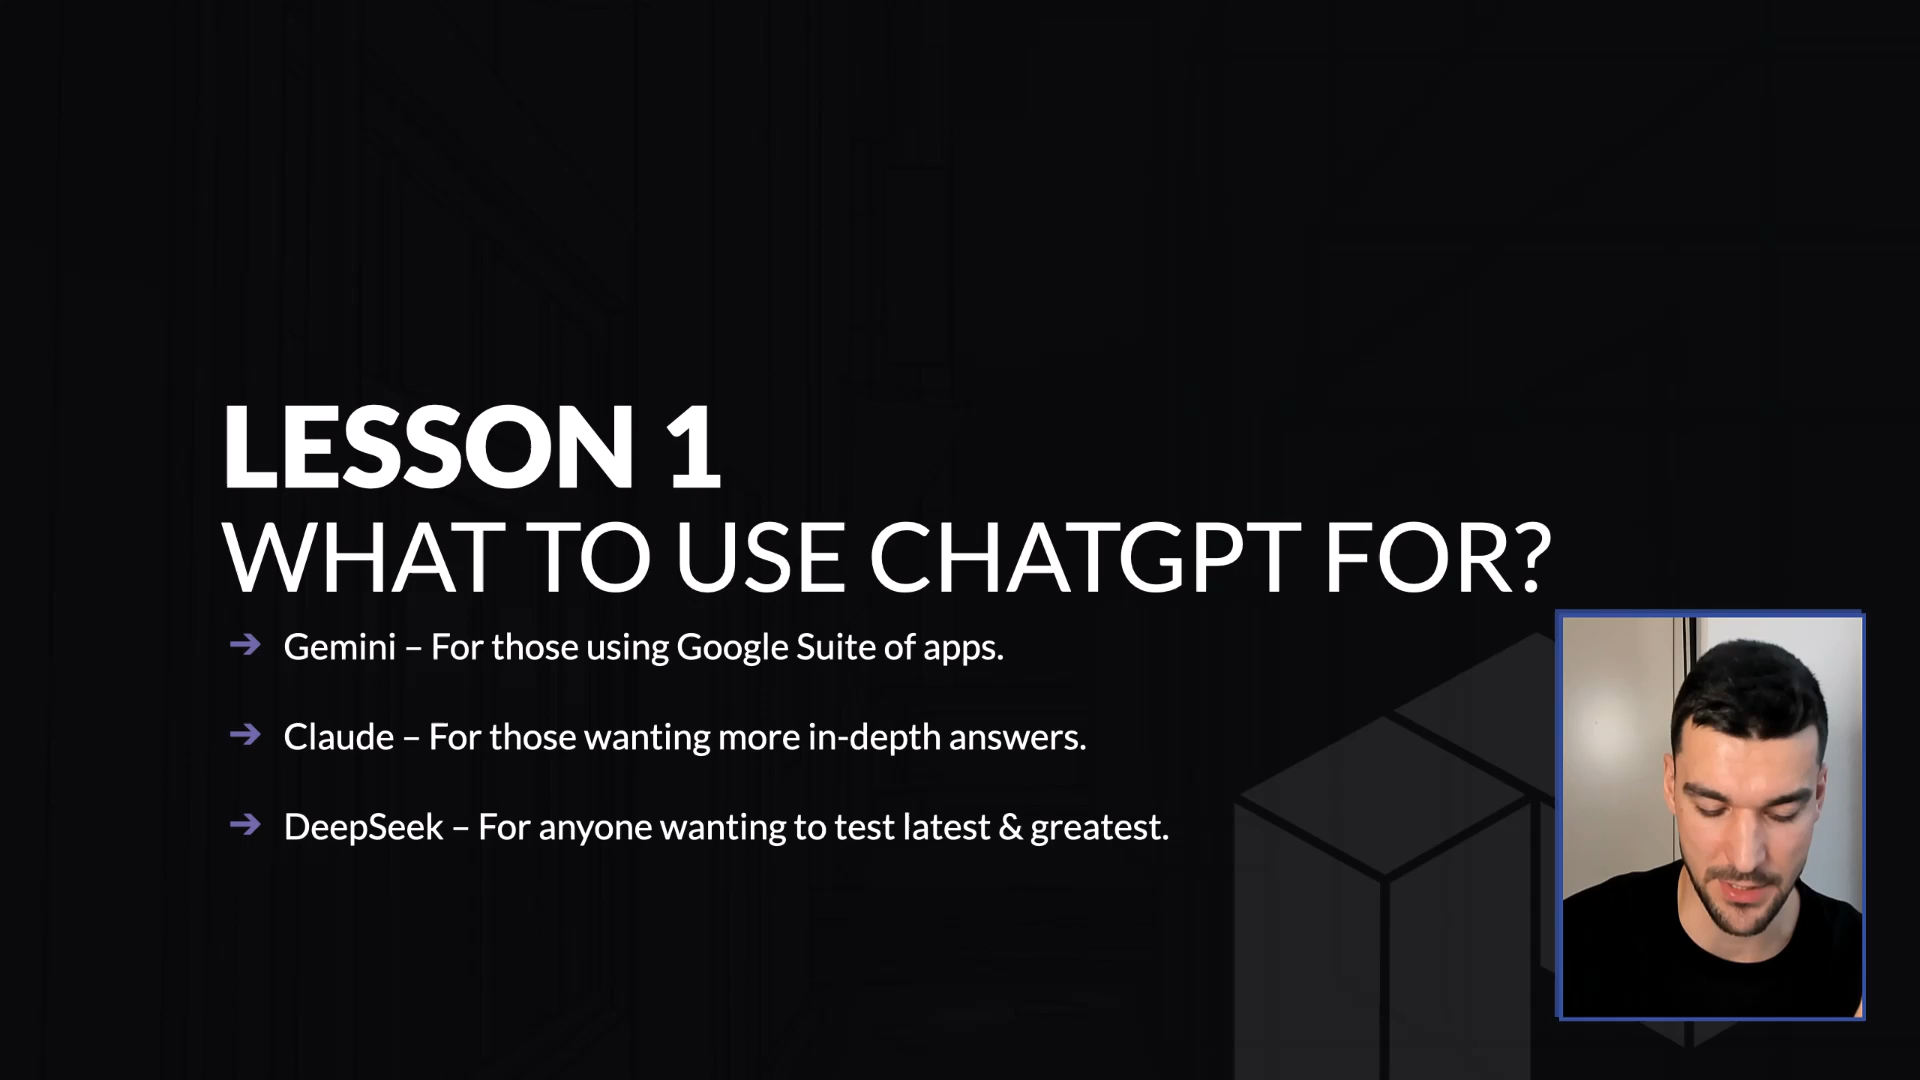 LESSON 1
WHAT TO USE CHATGPT FOR?
➔ Gemini – For those using Google Suite of apps.
➔ Claude – For those wanting more in-depth answers.
➔ DeepSeek – For anyone wanting to test latest & greatest.